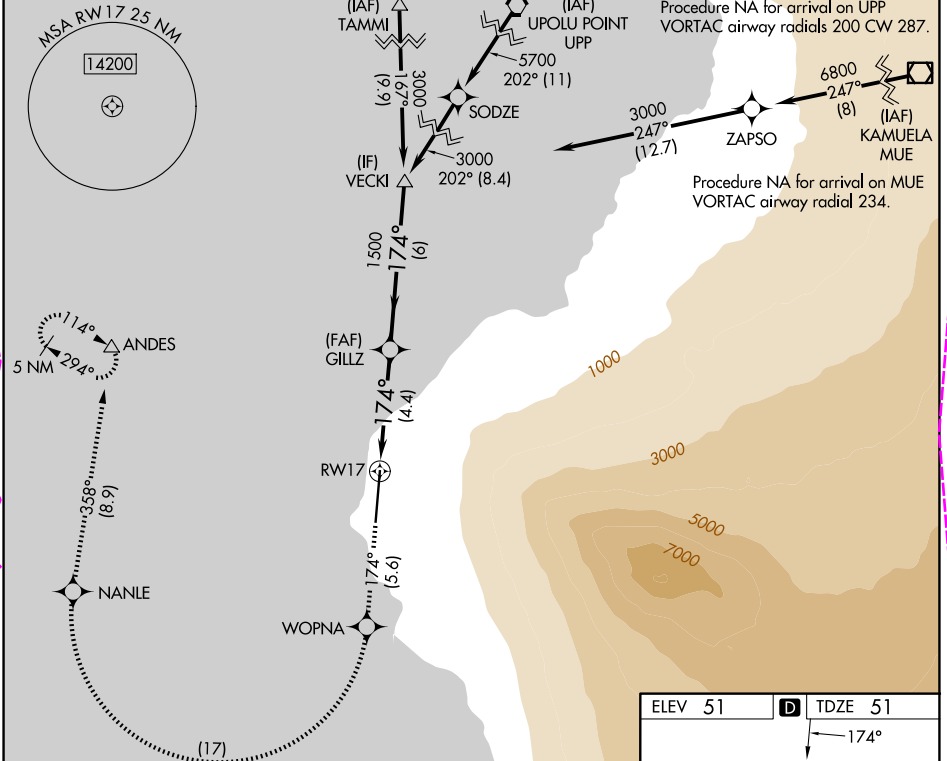 MSA RW17 25 NM
14200
(IAF)
TAMMI
(IAF)
UPOLU POINT
UPP
Procedure NA for arrival on UPP
VORTAC airway radials 200 CW 287.
5700
202° (11)
3000
167°
(9.9)
SODZE
6800
247°
(8)
(IAF)
KAMUELA
MUE
3000
247°
(12.7)
ZAPSO
3000
202° (8.4)
(IF)
VECKI
Procedure NA for arrival on MUE
VORTAC airway radial 234.
1500
174°
(6)
114°
ANDES
5 NM
294°
(FAF)
GILLZ
1000
174°
(4.4)
3000
RW17
358°
(8.9)
5000
7000
174°
(5.6)
NANLE
WOPNA
ELEV 51
D
TDZE 51
174°
(17)